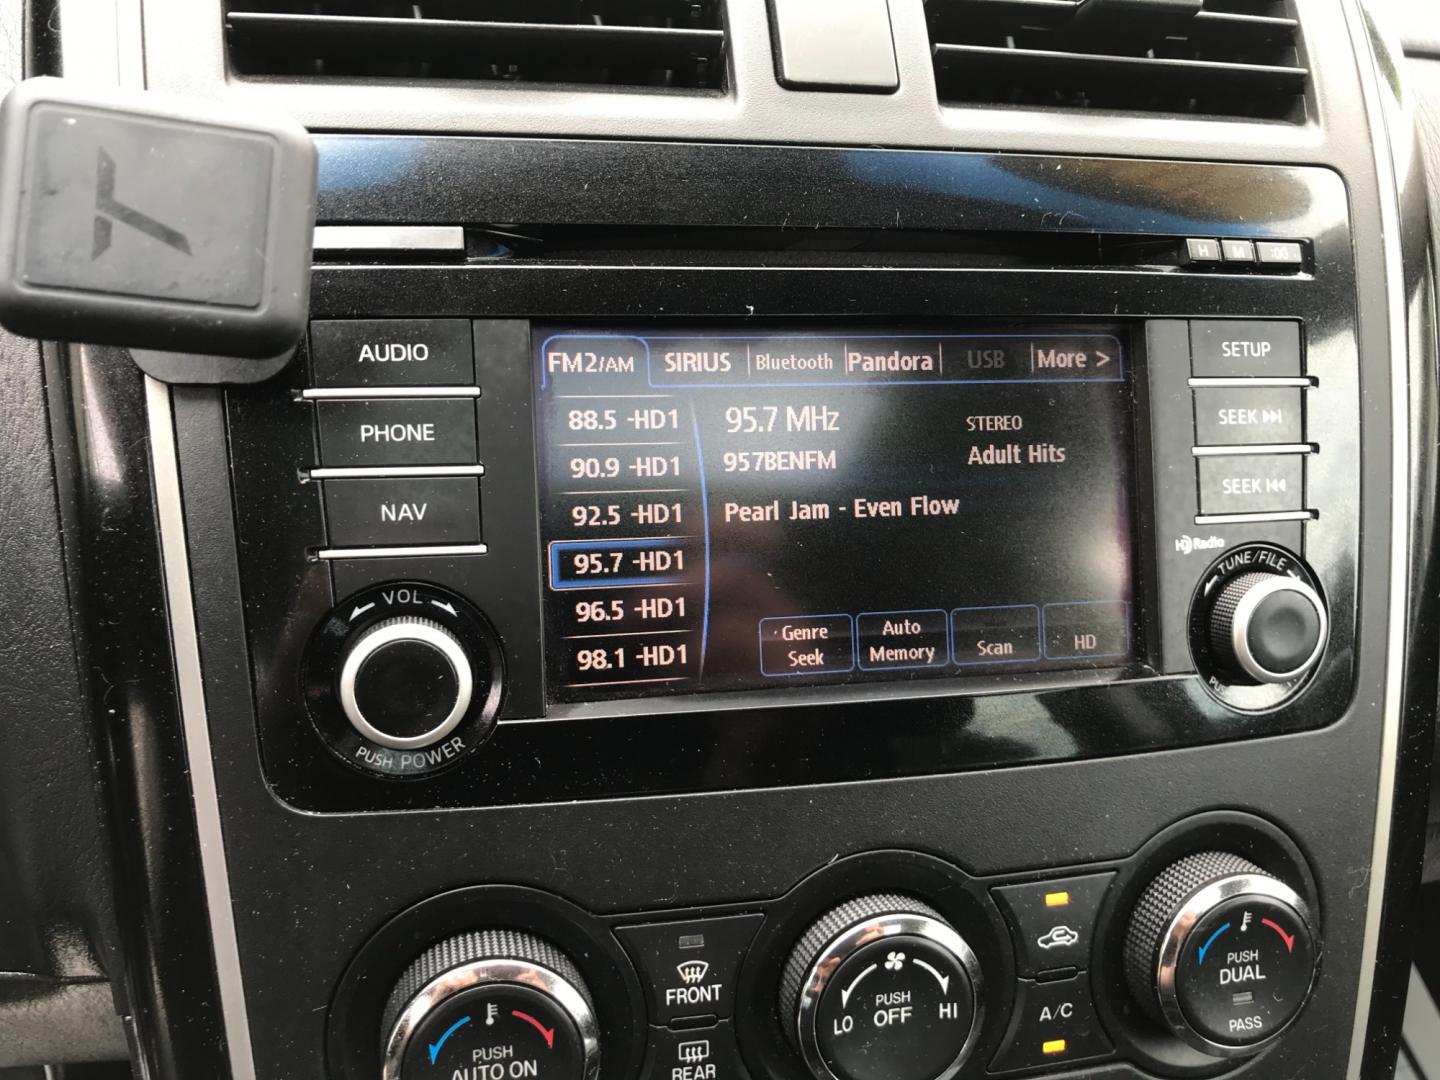 H M :00
AUDIO
PHONE
NAV
VOL
PUSH POWER
FM2/AM SIRIUS Bluetooth Pandora USB More >
88.5 -HD1
90.9 -HD1
92.5 -HD1
95.7 -HD1
96.5 -HD1
98.1 -HD1
95.7 MHz STEREO
957BENFM Adult Hits
Pearl Jam - Even Flow
Genre Seek
Auto Memory
Scan
HD
SETUP
SEEK
SEEK
HD Radio
TUNE/FILE
PUSH AUTO ON
FRONT
REAR
LO PUSH OFF HI
A/C
PUSH DUAL
PASS